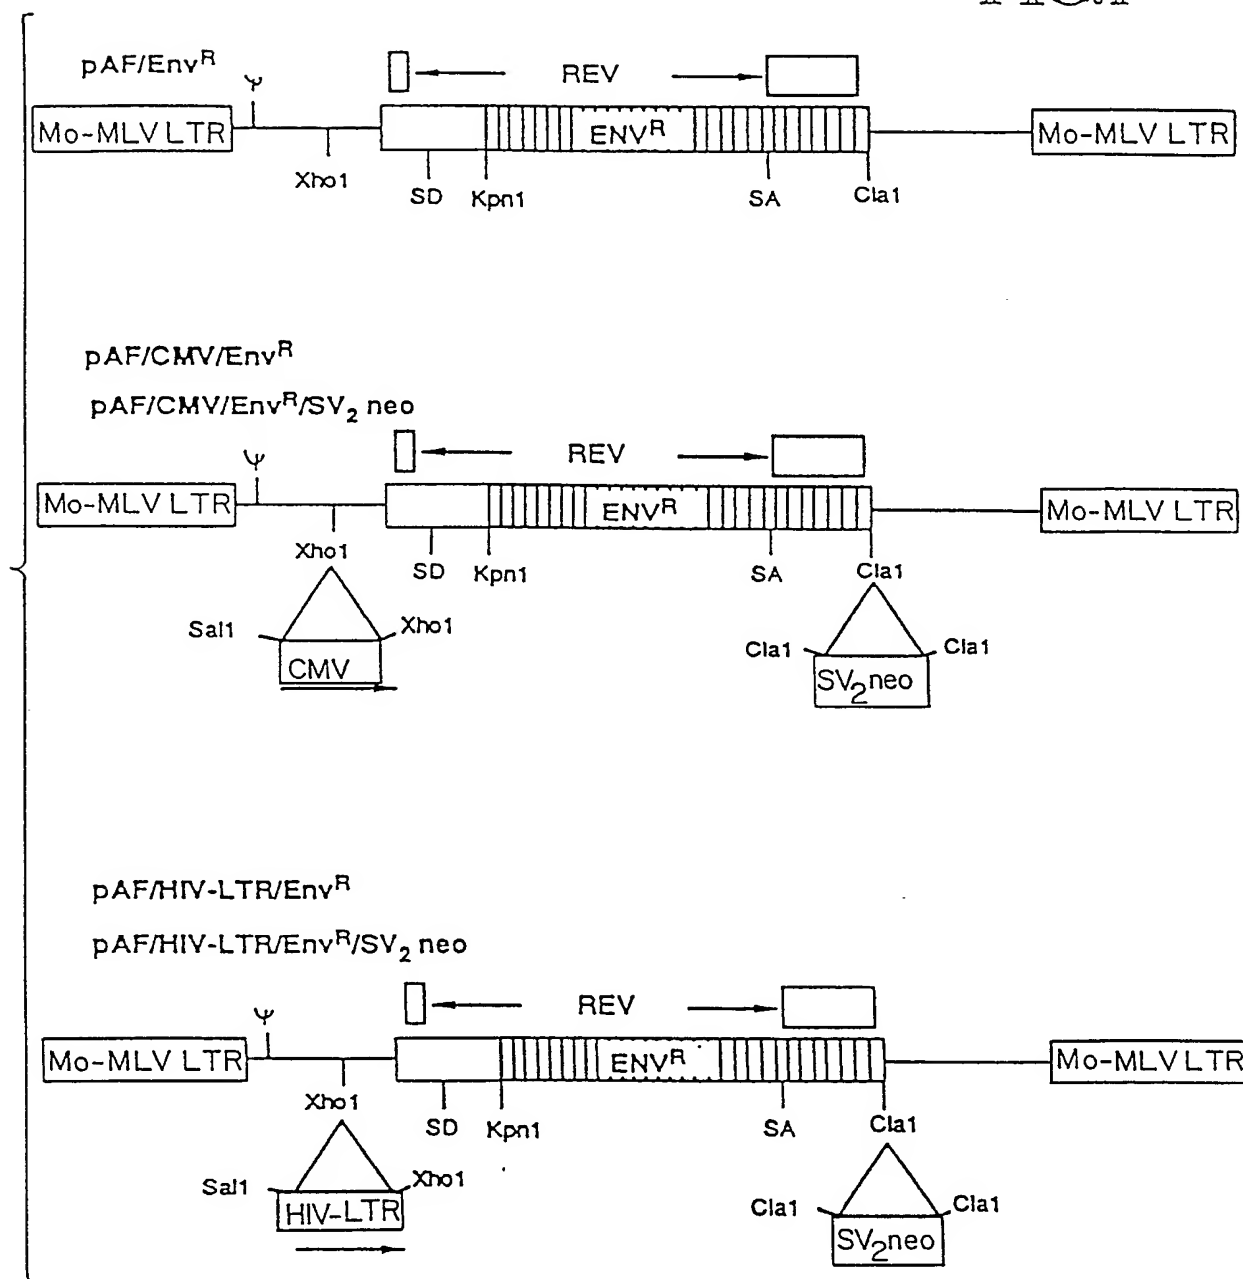 pAF/Env^R
REV
Ψ
Mo-MLV LTR ENV^R Mo-MLV LTR
Xho1 SD Kpn1 SA Cla1
pAF/CMV/Env^R
pAF/CMV/Env^R/SV₂ neo
REV
Ψ
Mo-MLV LTR ENV^R Mo-MLV LTR
Xho1 SD Kpn1 SA Cla1
Sal1 Xho1 Cla1 Cla1
CMV SV₂neo
pAF/HIV-LTR/Env^R
pAF/HIV-LTR/Env^R/SV₂ neo
REV
Ψ
Mo-MLV LTR ENV^R Mo-MLV LTR
Xho1 SD Kpn1 SA Cla1
Sal1 Xho1 Cla1 Cla1
HIV-LTR SV₂neo